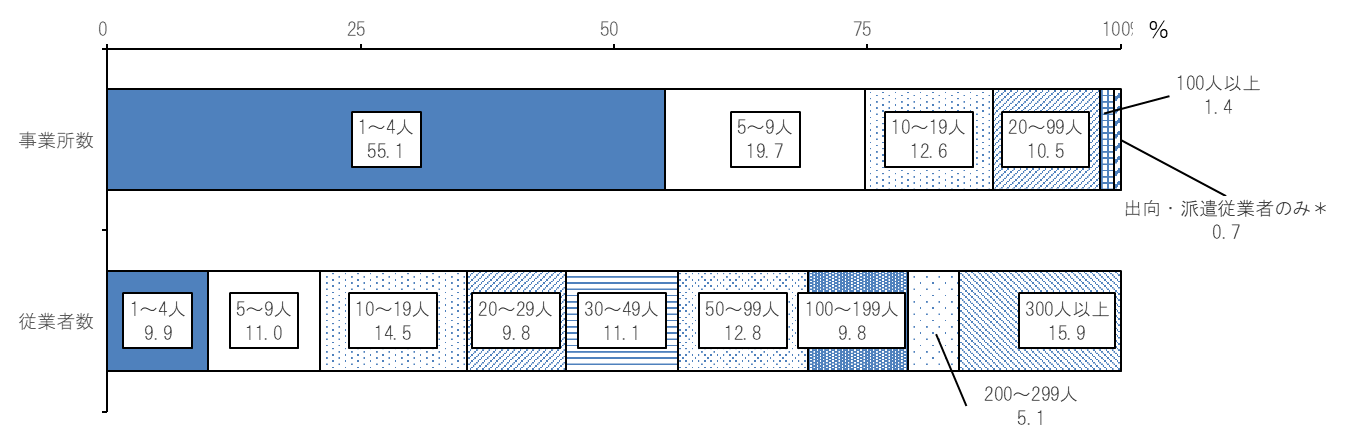 0
25
50
75
100%
%
事業所数
1～4人
55.1
5～9人
19.7
10～19人
12.6
20～99人
10.5
100人以上
1.4
出向・派遣従業者のみ＊
0.7
従業者数
1～4人
9.9
5～9人
11.0
10～19人
14.5
20～29人
9.8
30～49人
11.1
50～99人
12.8
100～199人
9.8
200～299人
5.1
300人以上
15.9